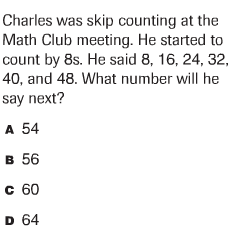 Charles was skip counting at the
Math Club meeting. He started to
count by 8s. He said 8, 16, 24, 32,
40, and 48. What number will he
say next?
A 54
B 56
C 60
D 64